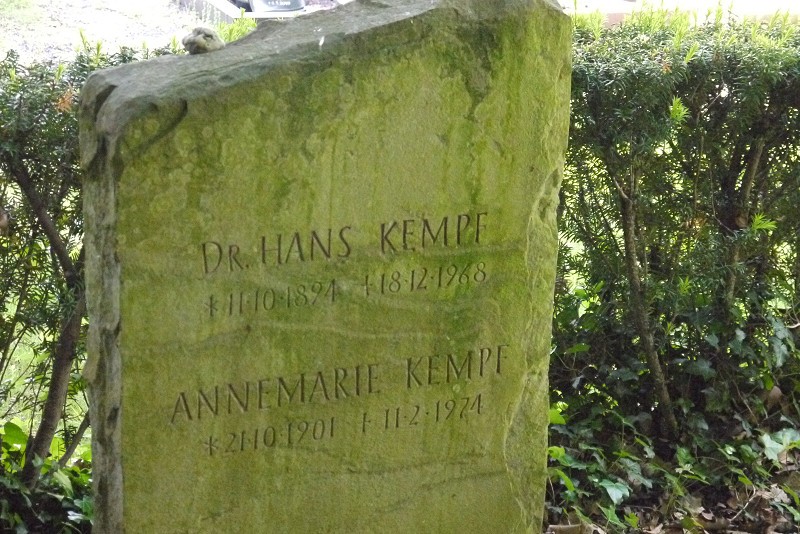 DR. HANS KEMPF
*11·10·1894 †18·12·1968
ANNEMARIE KEMPF
*21·10·1901 †11·2·1974